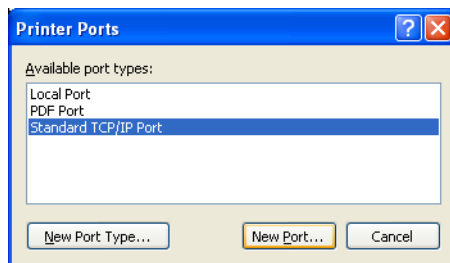 Printer Ports
Available port types:
Local Port
PDF Port
Standard TCP/IP Port
New Port Type... New Port... Cancel